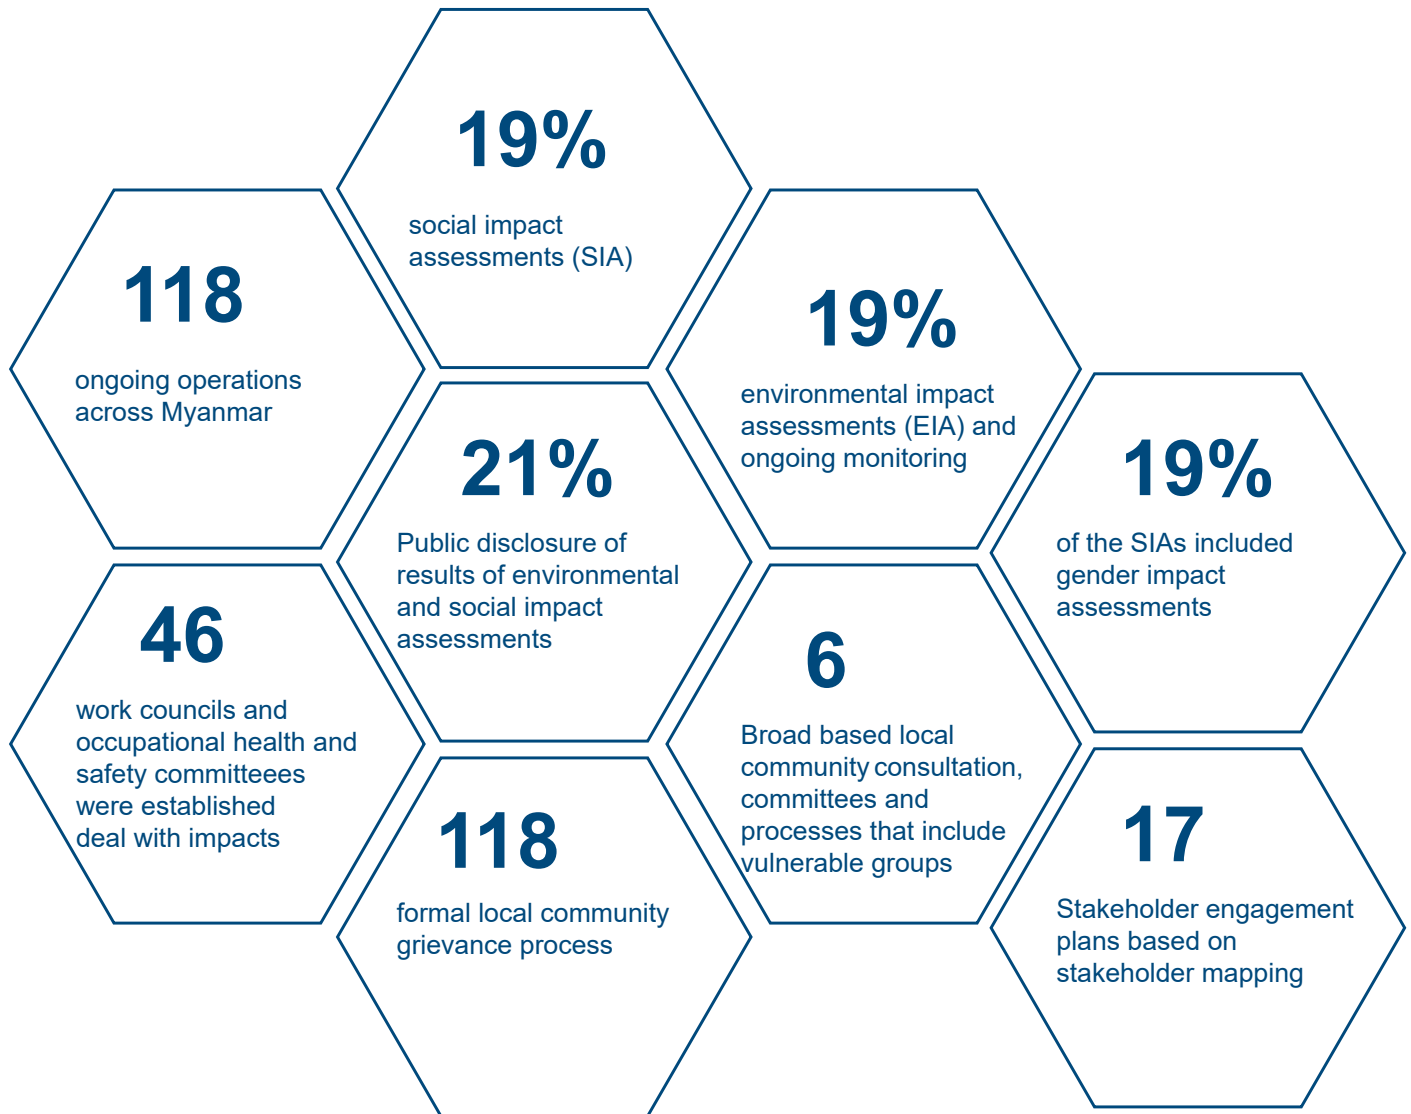 19%
social impact
assessments (SIA)
118
ongoing operations
across Myanmar
19%
environmental impact
assessments (EIA) and
ongoing monitoring
21%
Public disclosure of
results of environmental
and social impact
assessments
19%
of the SIAs included
gender impact
assessments
46
work councils and
occupational health and
safety committeees
were established
deal with impacts
6
Broad based local
community consultation,
committees and
processes that include
vulnerable groups
118
formal local community
grievance process
17
Stakeholder engagement
plans based on
stakeholder mapping